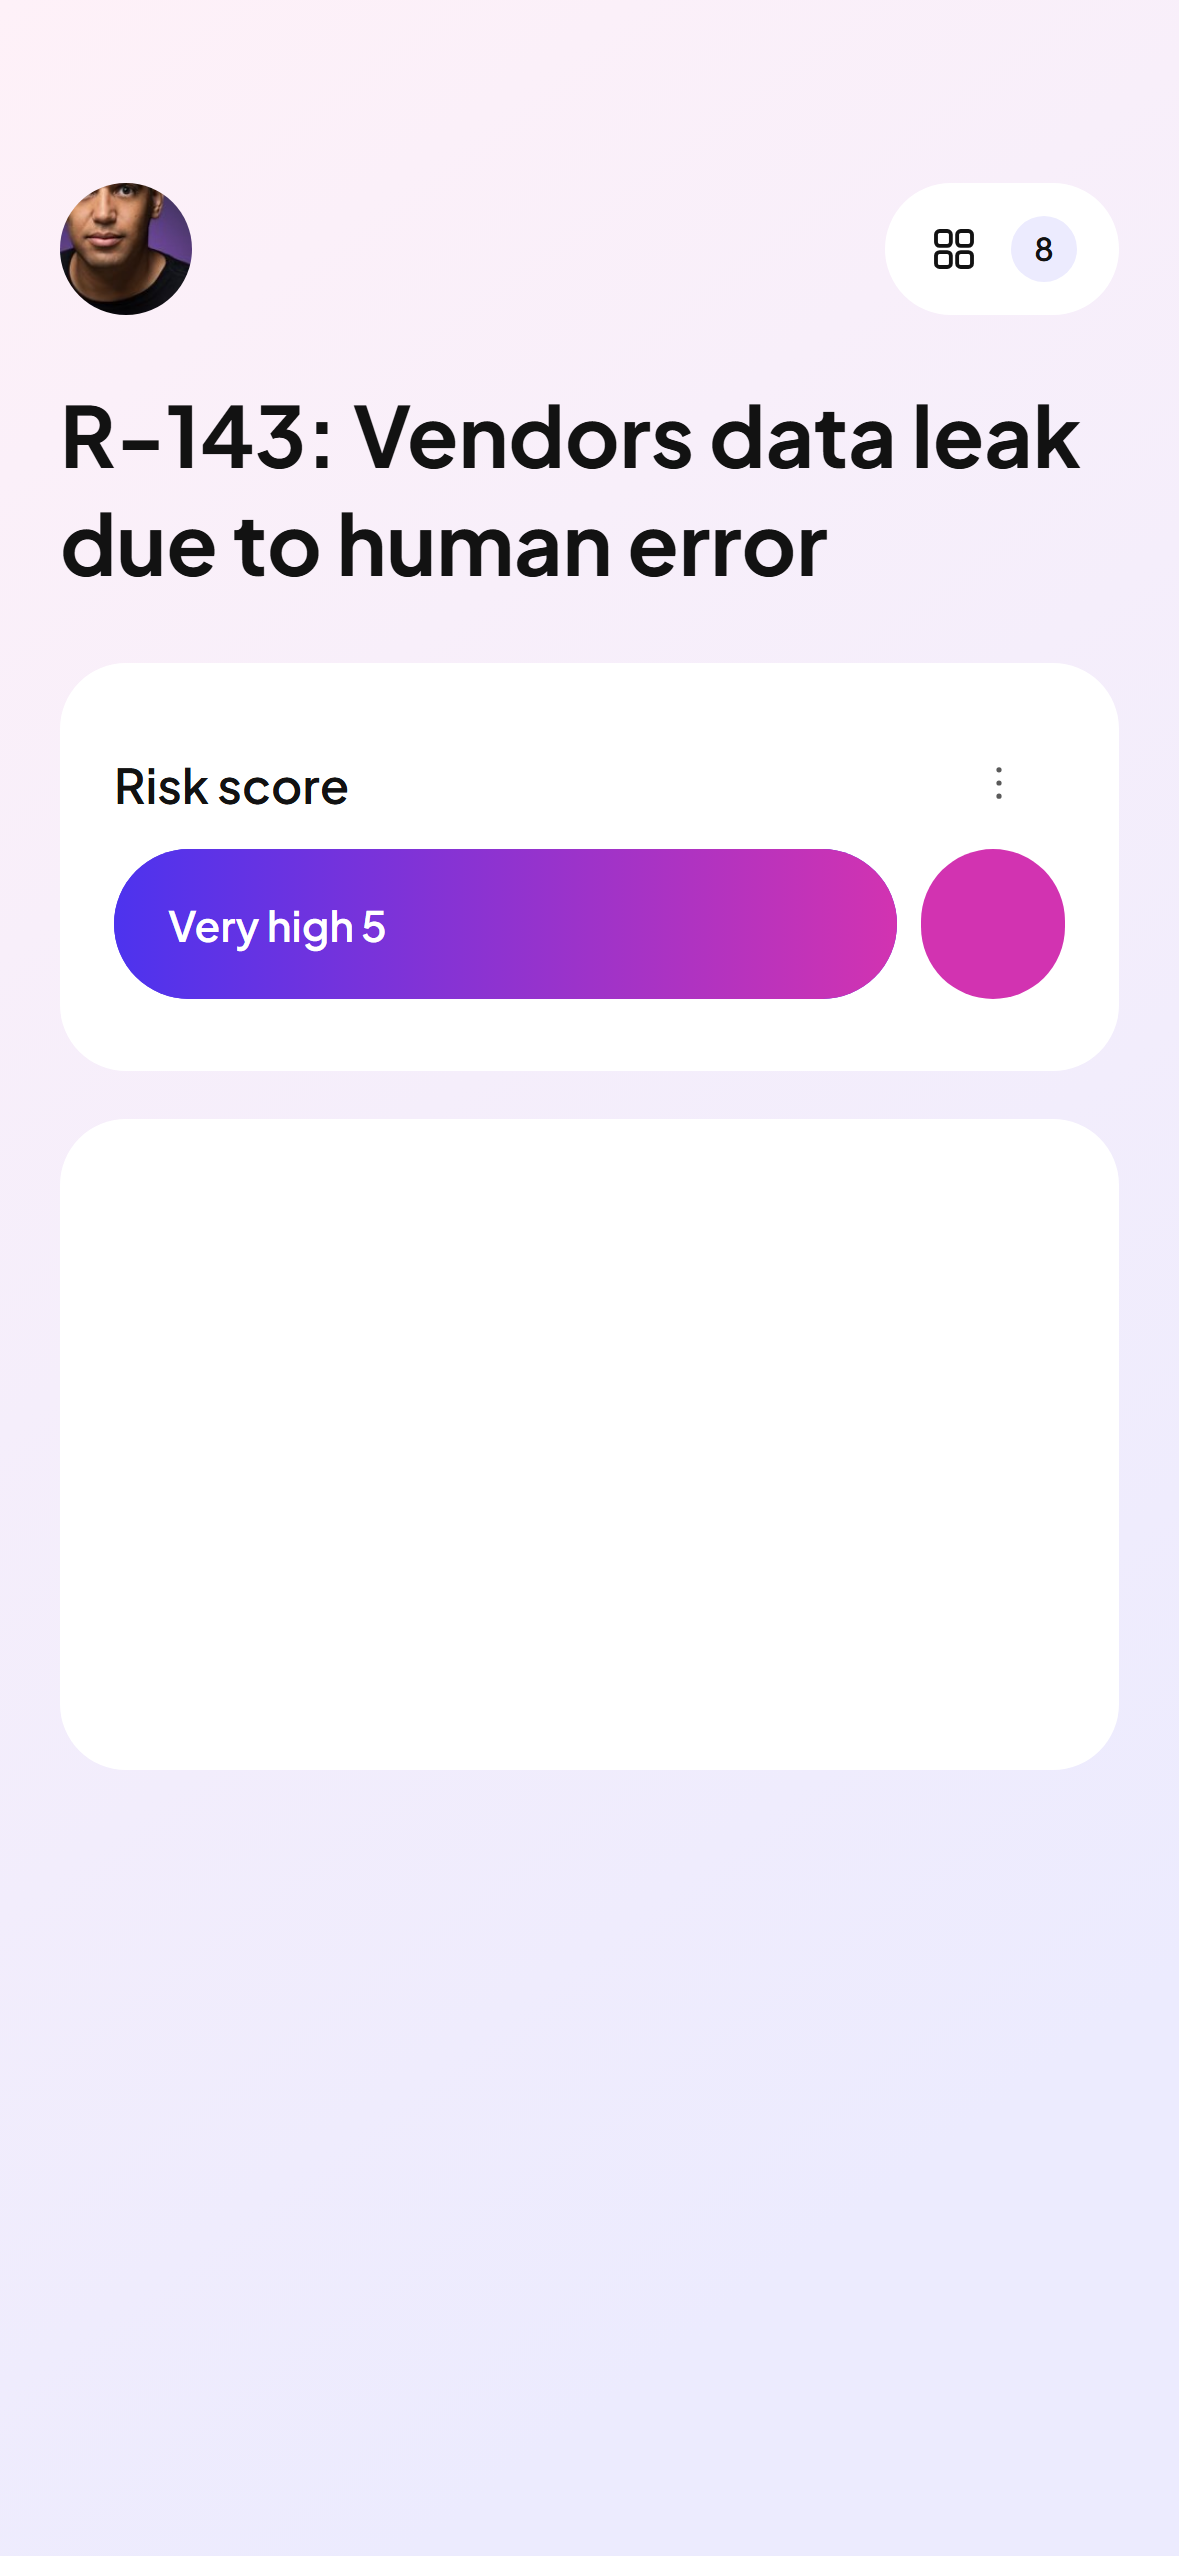 8
R–143: Vendors data leak
due to human error
Risk score
Very high 5